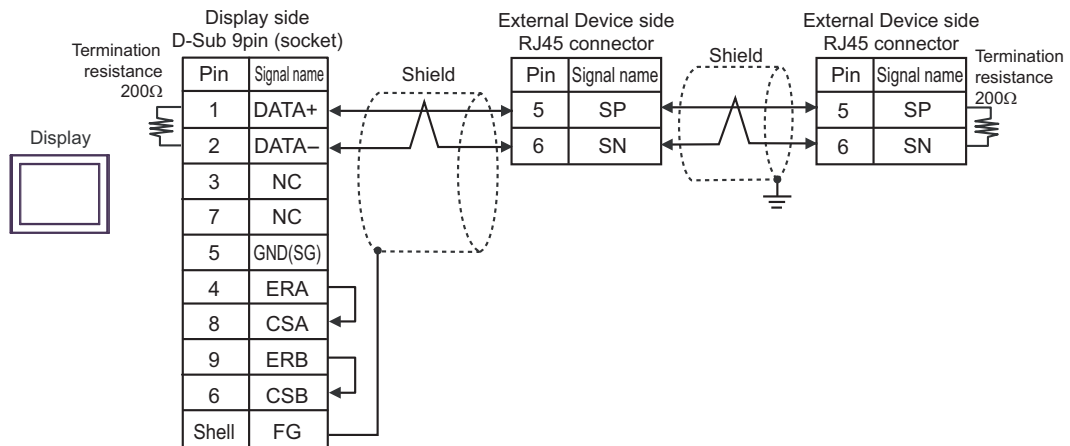 Display side
D-Sub 9pin (socket)
External Device side
RJ45 connector
External Device side
RJ45 connector
Termination
resistance
200Ω
Shield
Shield
Termination
resistance
200Ω
Display
Pin Signal name
1 DATA+
2 DATA–
3 NC
7 NC
5 GND(SG)
4 ERA
8 CSA
9 ERB
6 CSB
Shell FG
Pin Signal name
5 SP
6 SN
Pin Signal name
5 SP
6 SN